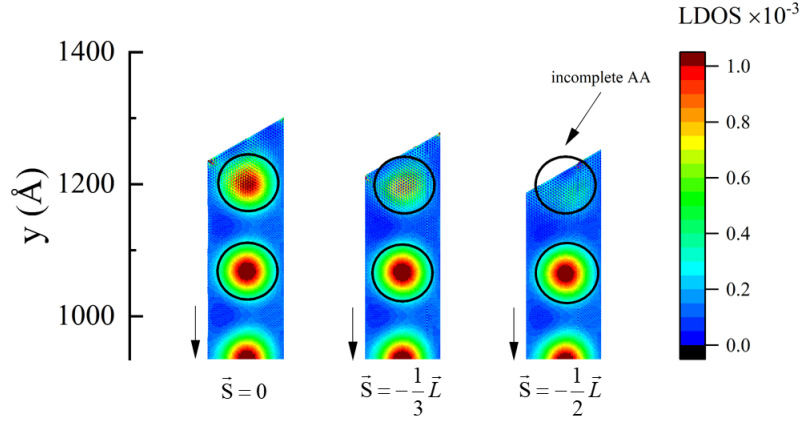 LDOS ×10⁻³
1400
1200
1000
y (Å)
incomplete AA
1.0
0.8
0.6
0.4
0.2
0.0
S⃗ = 0
S⃗ = −1/3 L⃗
S⃗ = −1/2 L⃗